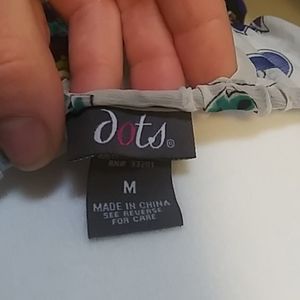 dots®
M
MADE IN CHINA
SEE REVERSE
FOR CARE